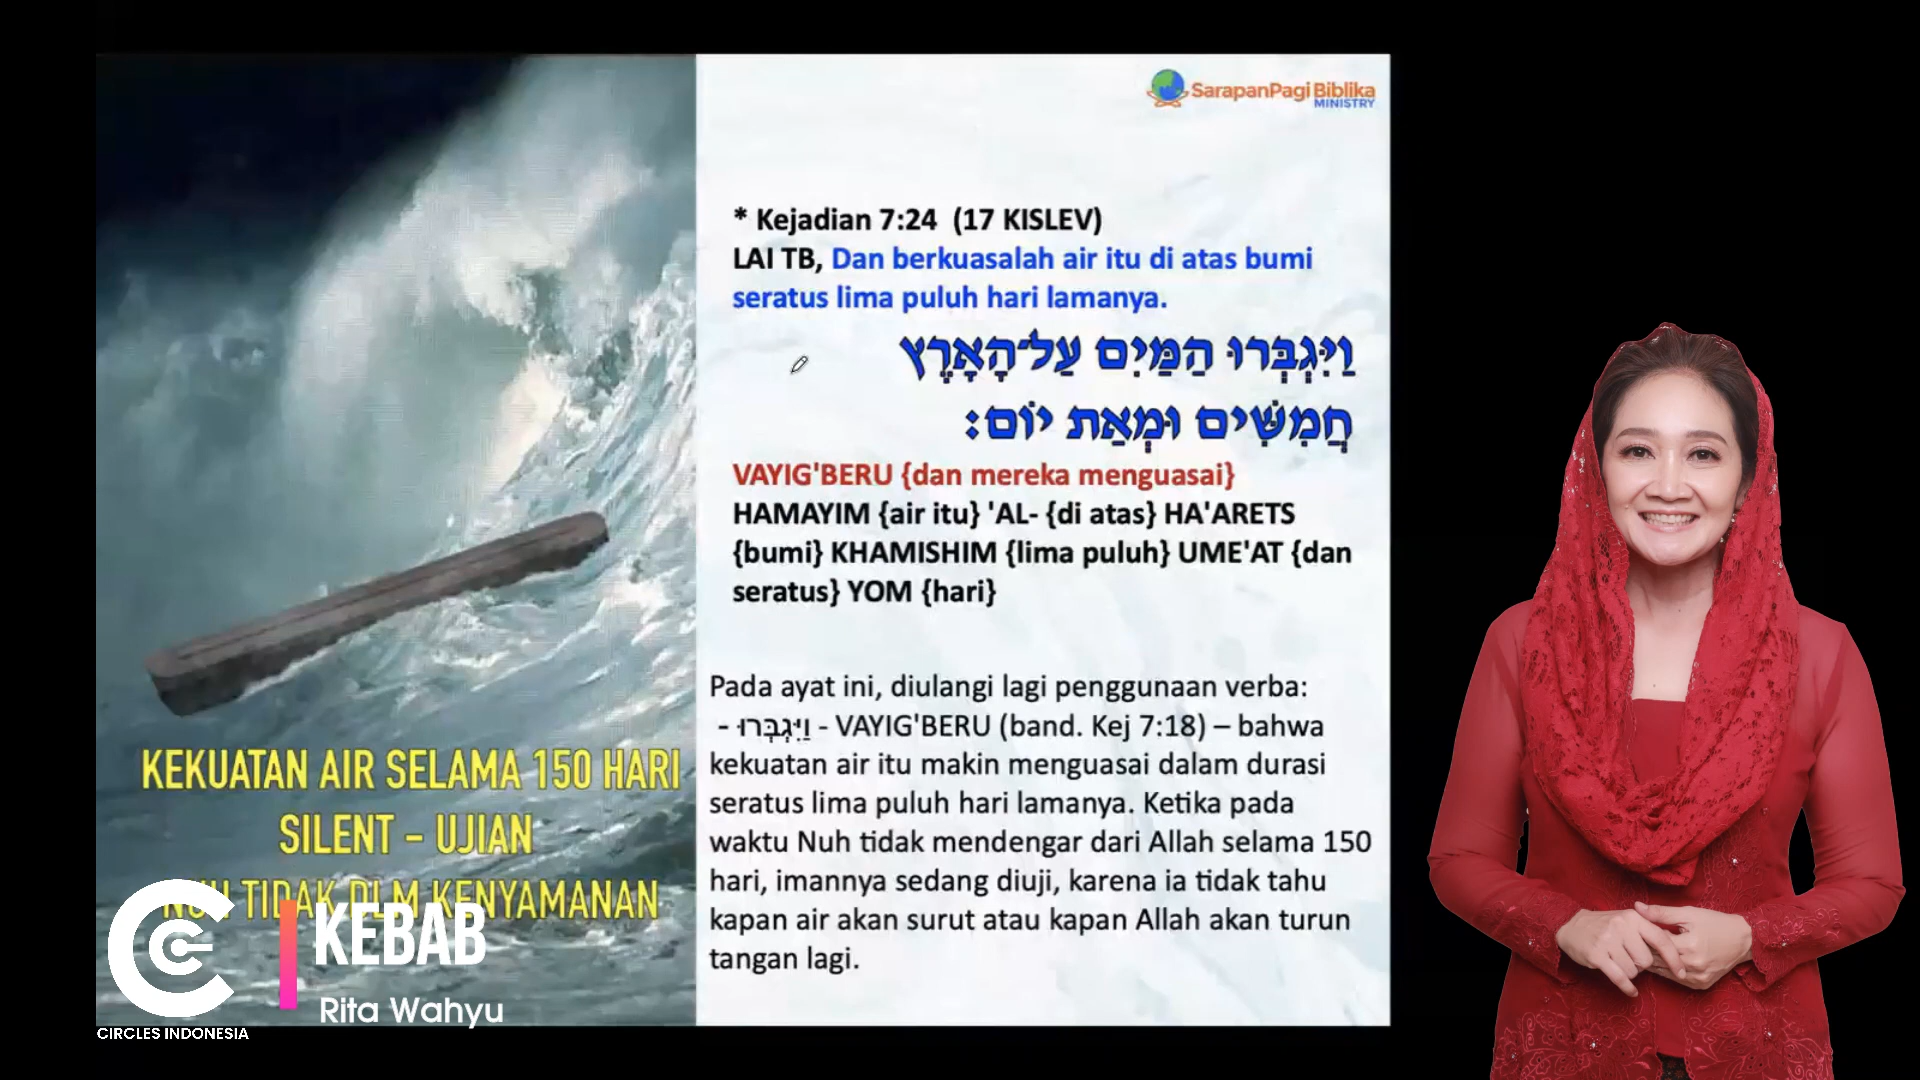 SarapanPagi Biblika
MINISTRY
* Kejadian 7:24 (17 KISLEV)
LAI TB, Dan berkuasalah air itu di atas bumi
seratus lima puluh hari lamanya.
וַיִּגְבְּרוּ הַמַּיִם עַל־הָאָרֶץ
חֲמִשִּׁים וּמְאַת יוֹם׃
VAYIG'BERU {dan mereka menguasai}
HAMAYIM {air itu} 'AL- {di atas} HA'ARETS
{bumi} KHAMISHIM {lima puluh} UME'AT {dan
seratus} YOM {hari}
Pada ayat ini, diulangi lagi penggunaan verba:
- וַיִּגְבְּרוּ - VAYIG'BERU (band. Kej 7:18) – bahwa
kekuatan air itu makin menguasai dalam durasi
seratus lima puluh hari lamanya. Ketika pada
waktu Nuh tidak mendengar dari Allah selama 150
hari, imannya sedang diuji, karena ia tidak tahu
kapan air akan surut atau kapan Allah akan turun
tangan lagi.
KEKUATAN AIR SELAMA 150 HARI
SILENT - UJIAN
NUH TIDAK DLM KENYAMANAN
KEBAB
Rita Wahyu
CIRCLES INDONESIA